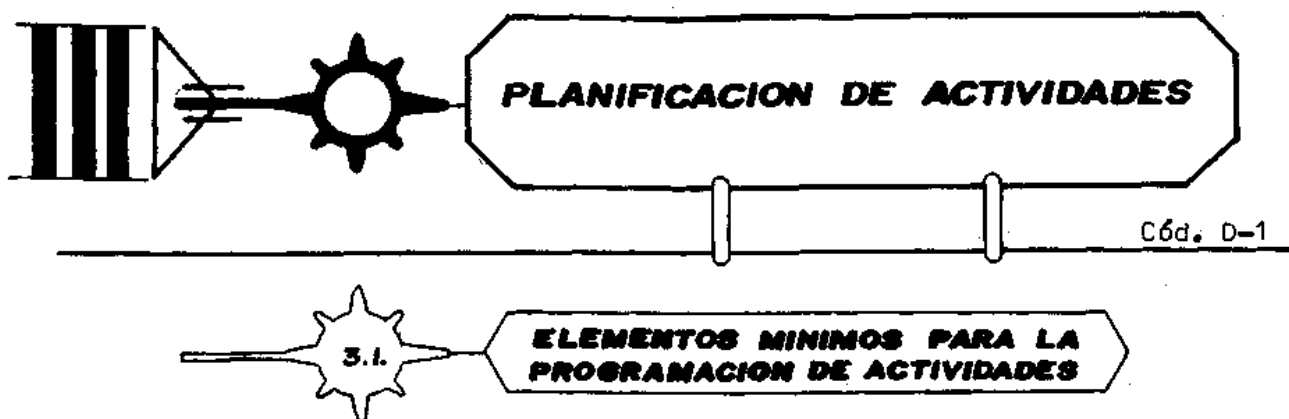 PLANIFICACION DE ACTIVIDADES
Cód. D-1
3.1.
ELEMENTOS MINIMOS PARA LA
PROGRAMACION DE ACTIVIDADES